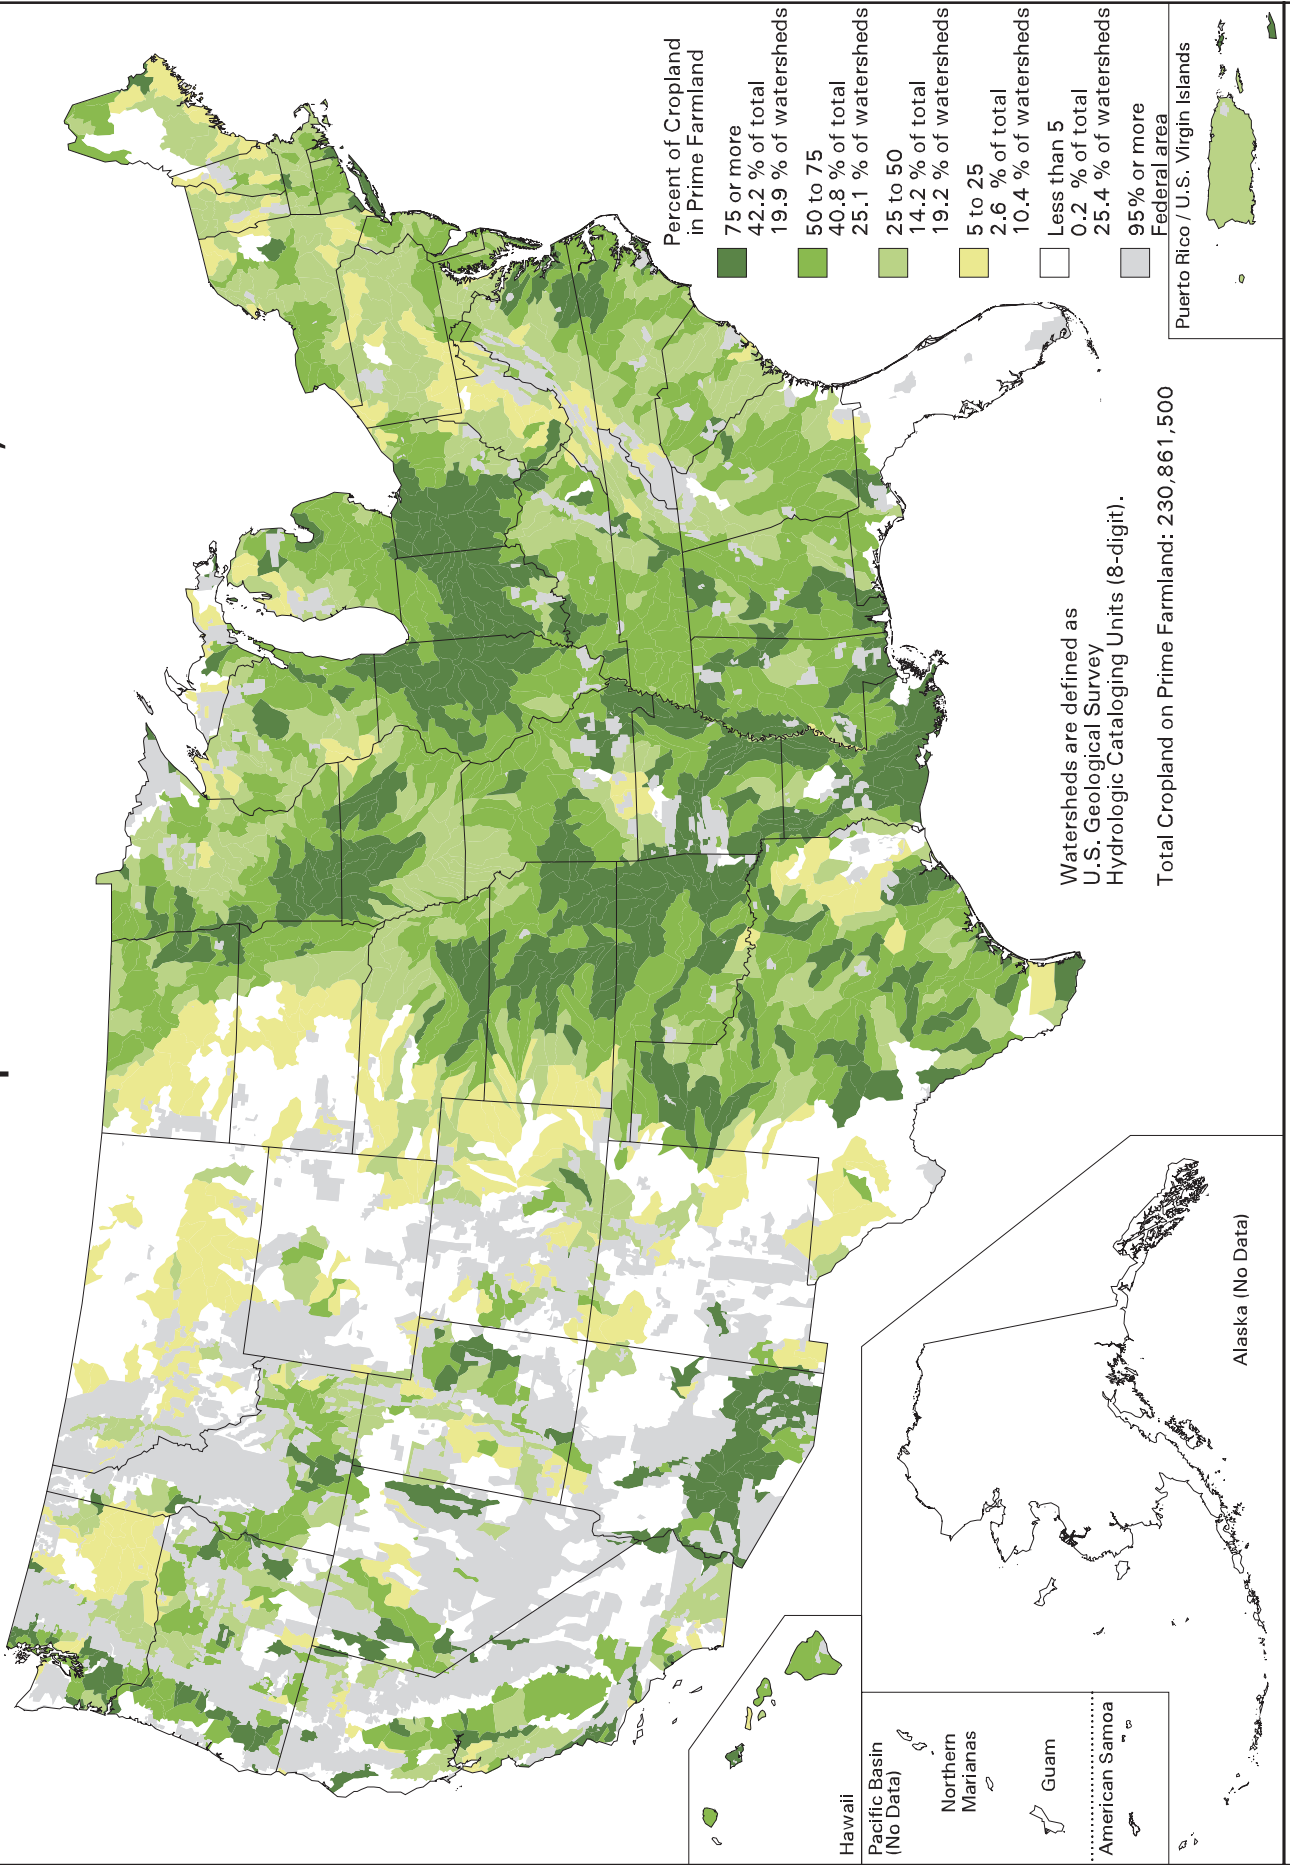 Percent of Cropland
in Prime Farmland
75 or more
42.2 % of total
19.9 % of watersheds
50 to 75
40.8 % of total
25.1 % of watersheds
25 to 50
14.2 % of total
19.2 % of watersheds
5 to 25
2.6 % of total
10.4 % of watersheds
Less than 5
0.2 % of total
25.4 % of watersheds
95% or more
Federal area
Puerto Rico / U.S. Virgin Islands
Watersheds are defined as
U.S. Geological Survey
Hydrologic Cataloging Units (8-digit).
Total Cropland on Prime Farmland: 230,861,500
Alaska (No Data)
Hawaii
Pacific Basin
(No Data)
Northern
Marianas
Guam
American Samoa